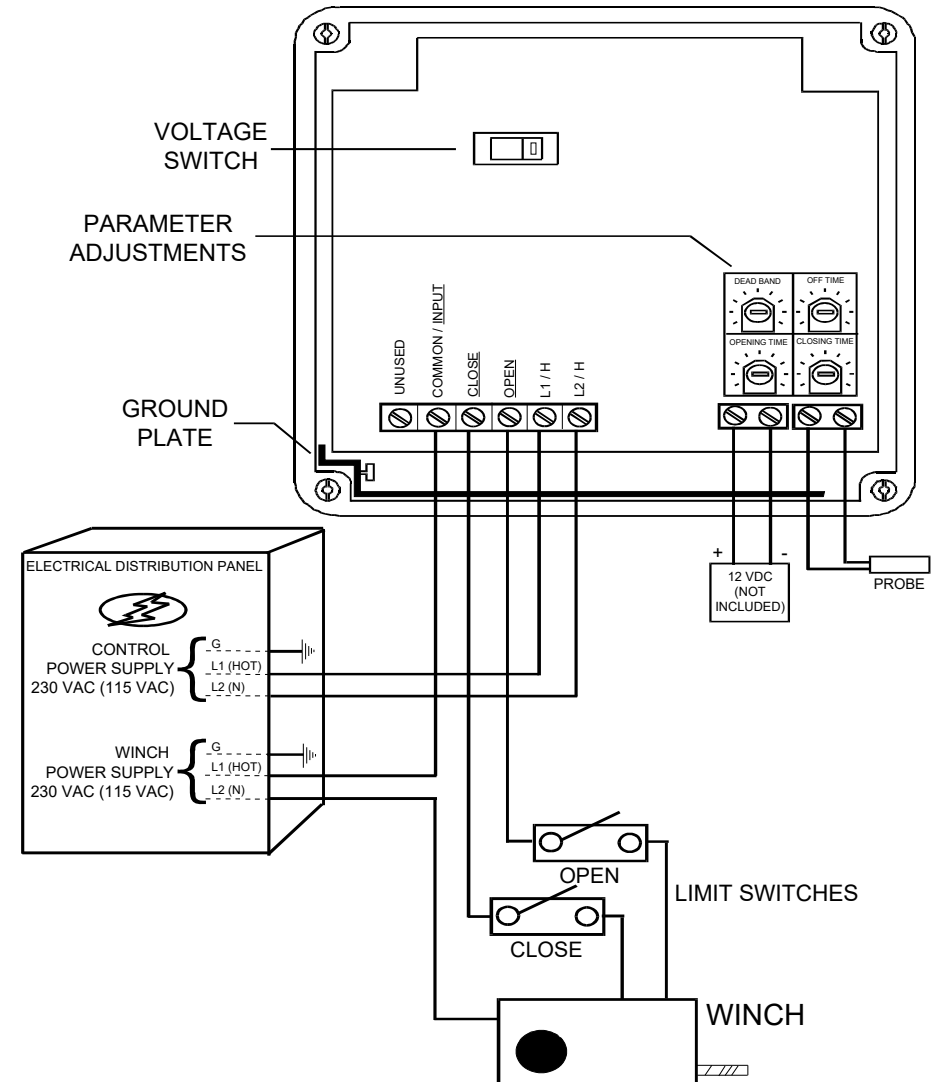 VOLTAGE
SWITCH
PARAMETER
ADJUSTMENTS
DEAD BAND
OFF TIME
OPENING TIME
CLOSING TIME
UNUSED
COMMON / INPUT
CLOSE
OPEN
L1 / H
L2 / H
GROUND
PLATE
ELECTRICAL DISTRIBUTION PANEL
CONTROL
POWER SUPPLY
230 VAC (115 VAC)
G
L1 (HOT)
L2 (N)
WINCH
POWER SUPPLY
230 VAC (115 VAC)
G
L1 (HOT)
L2 (N)
+
-
12 VDC
(NOT
INCLUDED)
PROBE
OPEN
LIMIT SWITCHES
CLOSE
WINCH